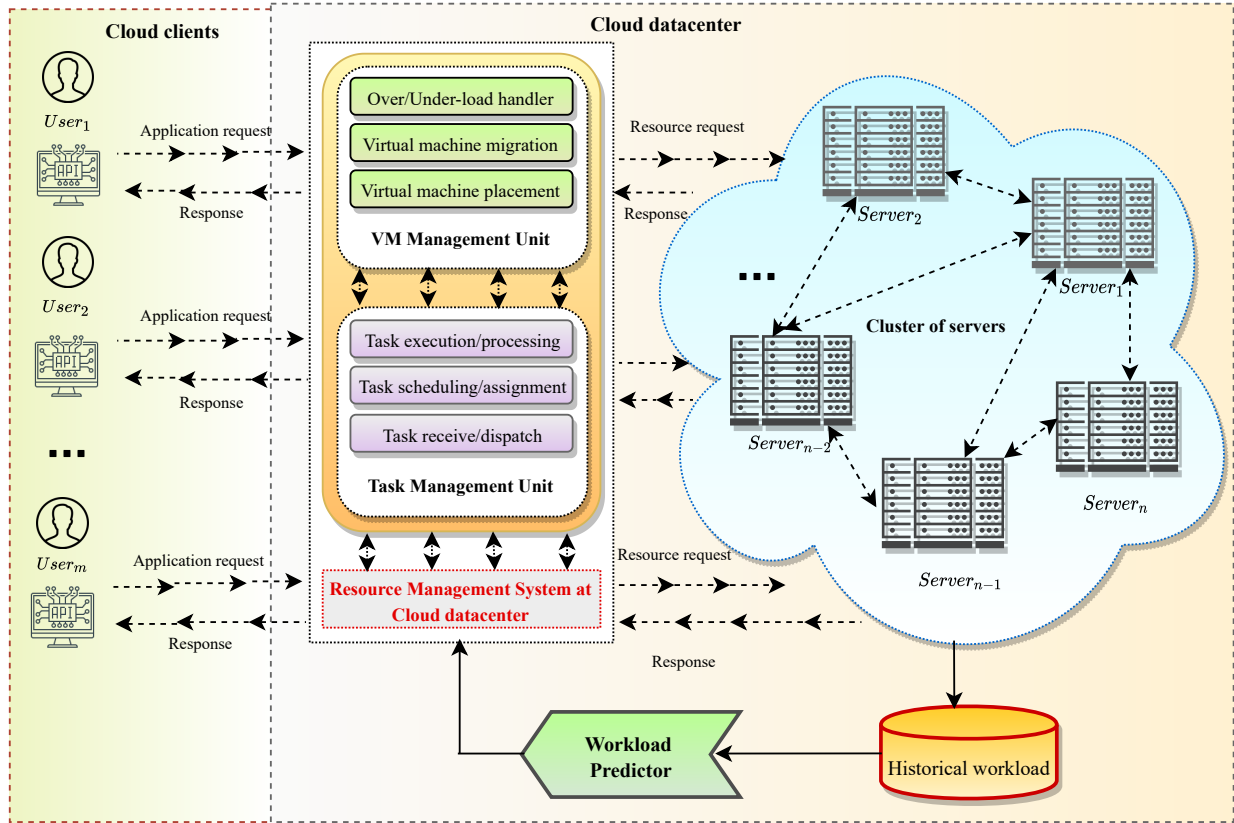 Cloud clients
Cloud datacenter
User₁
API
Application request
Response
User₂
API
Application request
Response
...
Userₘ
API
Application request
Response
Over/Under-load handler
Virtual machine migration
Virtual machine placement
VM Management Unit
Task execution/processing
Task scheduling/assignment
Task receive/dispatch
Task Management Unit
Resource Management System at
Cloud datacenter
Resource request
Response
Resource request
Response
Server₂
Server₁
...
Cluster of servers
Serverₙ₋₂
Serverₙ
Serverₙ₋₁
Workload
Predictor
Historical workload